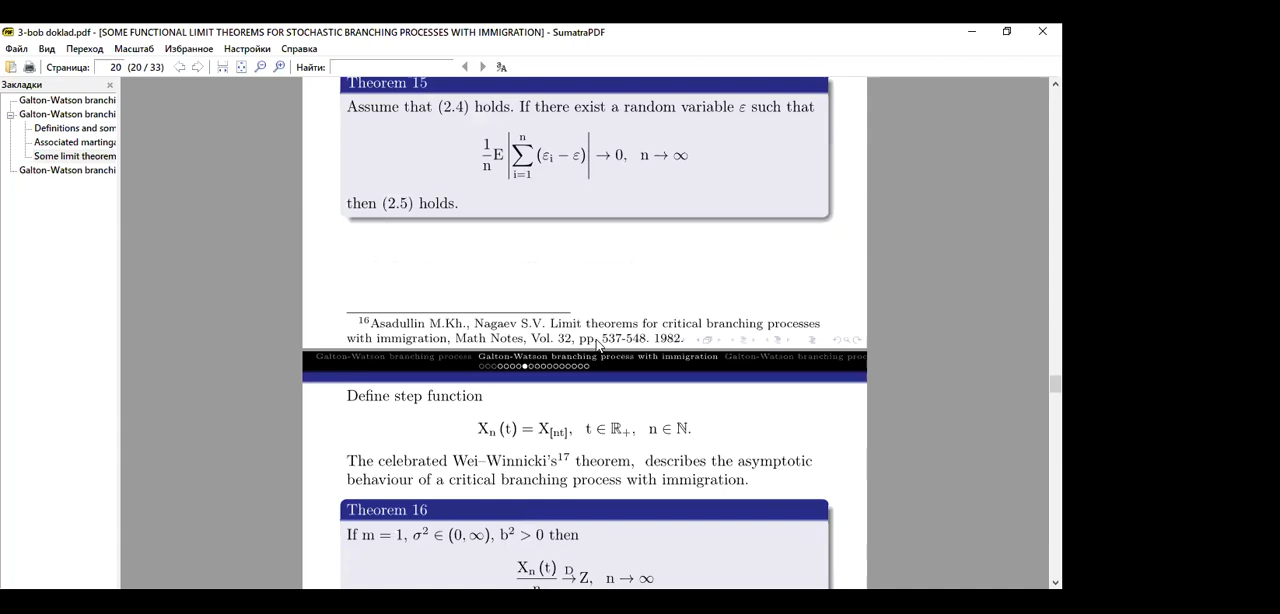 3-bob doklad.pdf - [SOME FUNCTIONAL LIMIT THEOREMS FOR STOCHASTIC BRANCHING PROCESSES WITH IMMIGRATION] - SumatraPDF
Файл Вид Переход Масштаб Избранное Настройки Справка
Страница: 20 (20 / 33) Найти:
Закладки
Galton-Watson branchi
Galton-Watson branchi
Definitions and som
Associated marting
Some limit theorem
Galton-Watson branchi
Theorem 15
Assume that (2.4) holds. If there exist a random variable ε such that
1/n E |∑_{i=1}^{n} (ε_i − ε)| → 0, n → ∞
then (2.5) holds.
¹⁶Asadullin M.Kh., Nagaev S.V. Limit theorems for critical branching processes
with immigration, Math Notes, Vol. 32, pp. 537-548. 1982.
Galton-Watson branching process Galton-Watson branching process with immigration Galton-Watson branching proc
Define step function
X_n (t) = X_{[nt]}, t ∈ ℝ₊, n ∈ ℕ.
The celebrated Wei–Winnicki's¹⁷ theorem, describes the asymptotic
behaviour of a critical branching process with immigration.
Theorem 16
If m = 1, σ² ∈ (0, ∞), b² > 0 then
X_n (t)/n →^D Z, n → ∞